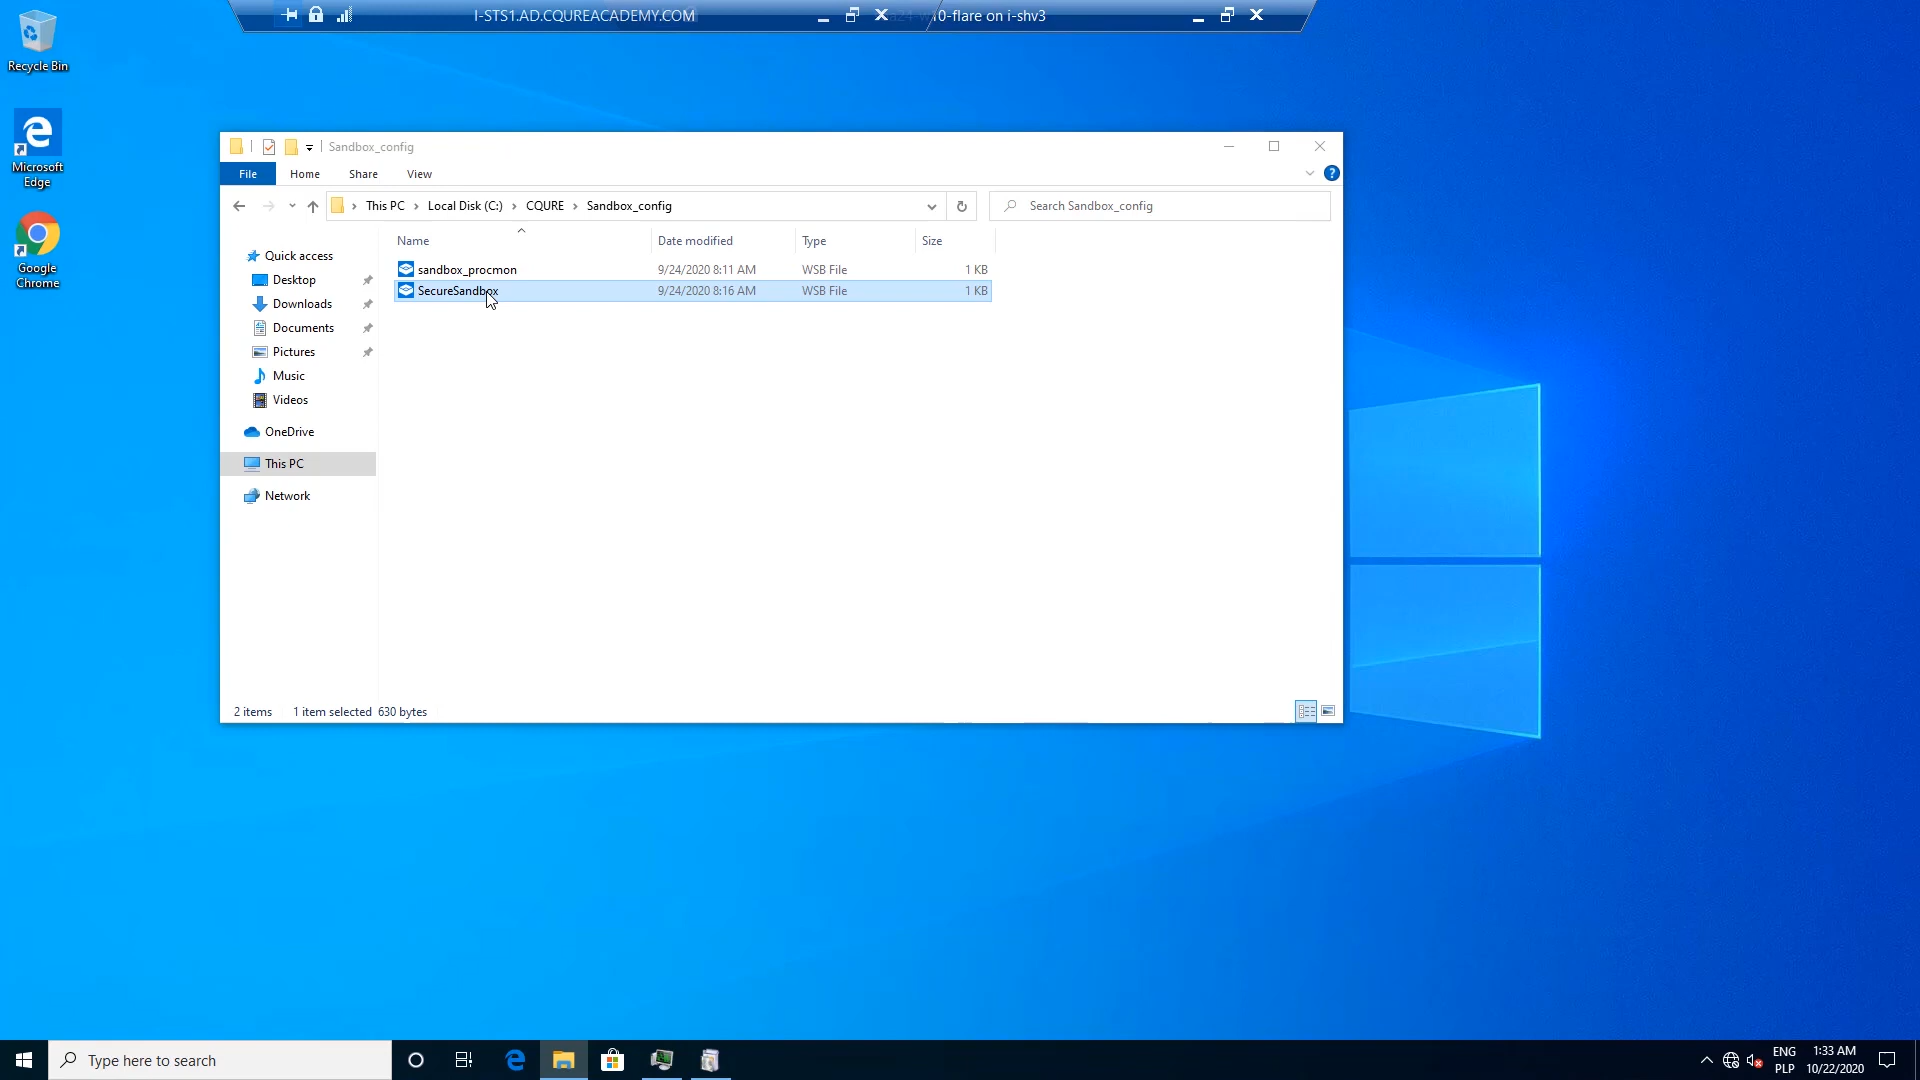 I-STS1.AD.CQUREACADEMY.COM
10-flare on i-shv3
Recycle Bin
Microsoft
Edge
Google
Chrome
Sandbox_config
File
Home
Share
View
?
This PC
Local Disk (C:)
CQURE
Sandbox_config
Search Sandbox_config
Name
Date modified
Type
Size
sandbox_procmon
9/24/2020 8:11 AM
WSB File
1 KB
SecureSandbox
9/24/2020 8:16 AM
WSB File
1 KB
Quick access
Desktop
Downloads
Documents
Pictures
Music
Videos
OneDrive
This PC
Network
2 items
1 item selected 630 bytes
Type here to search
ENG
PLP
1:33 AM
10/22/2020